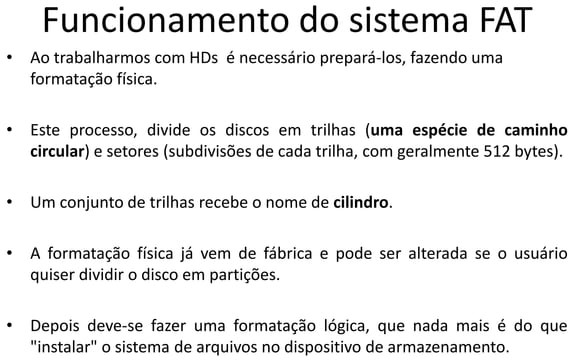 Funcionamento do sistema FAT
• Ao trabalharmos com HDs é necessário prepará-los, fazendo uma
formatação física.
• Este processo, divide os discos em trilhas (uma espécie de caminho
circular) e setores (subdivisões de cada trilha, com geralmente 512 bytes).
• Um conjunto de trilhas recebe o nome de cilindro.
• A formatação física já vem de fábrica e pode ser alterada se o usuário
quiser dividir o disco em partições.
• Depois deve-se fazer uma formatação lógica, que nada mais é do que
"instalar" o sistema de arquivos no dispositivo de armazenamento.